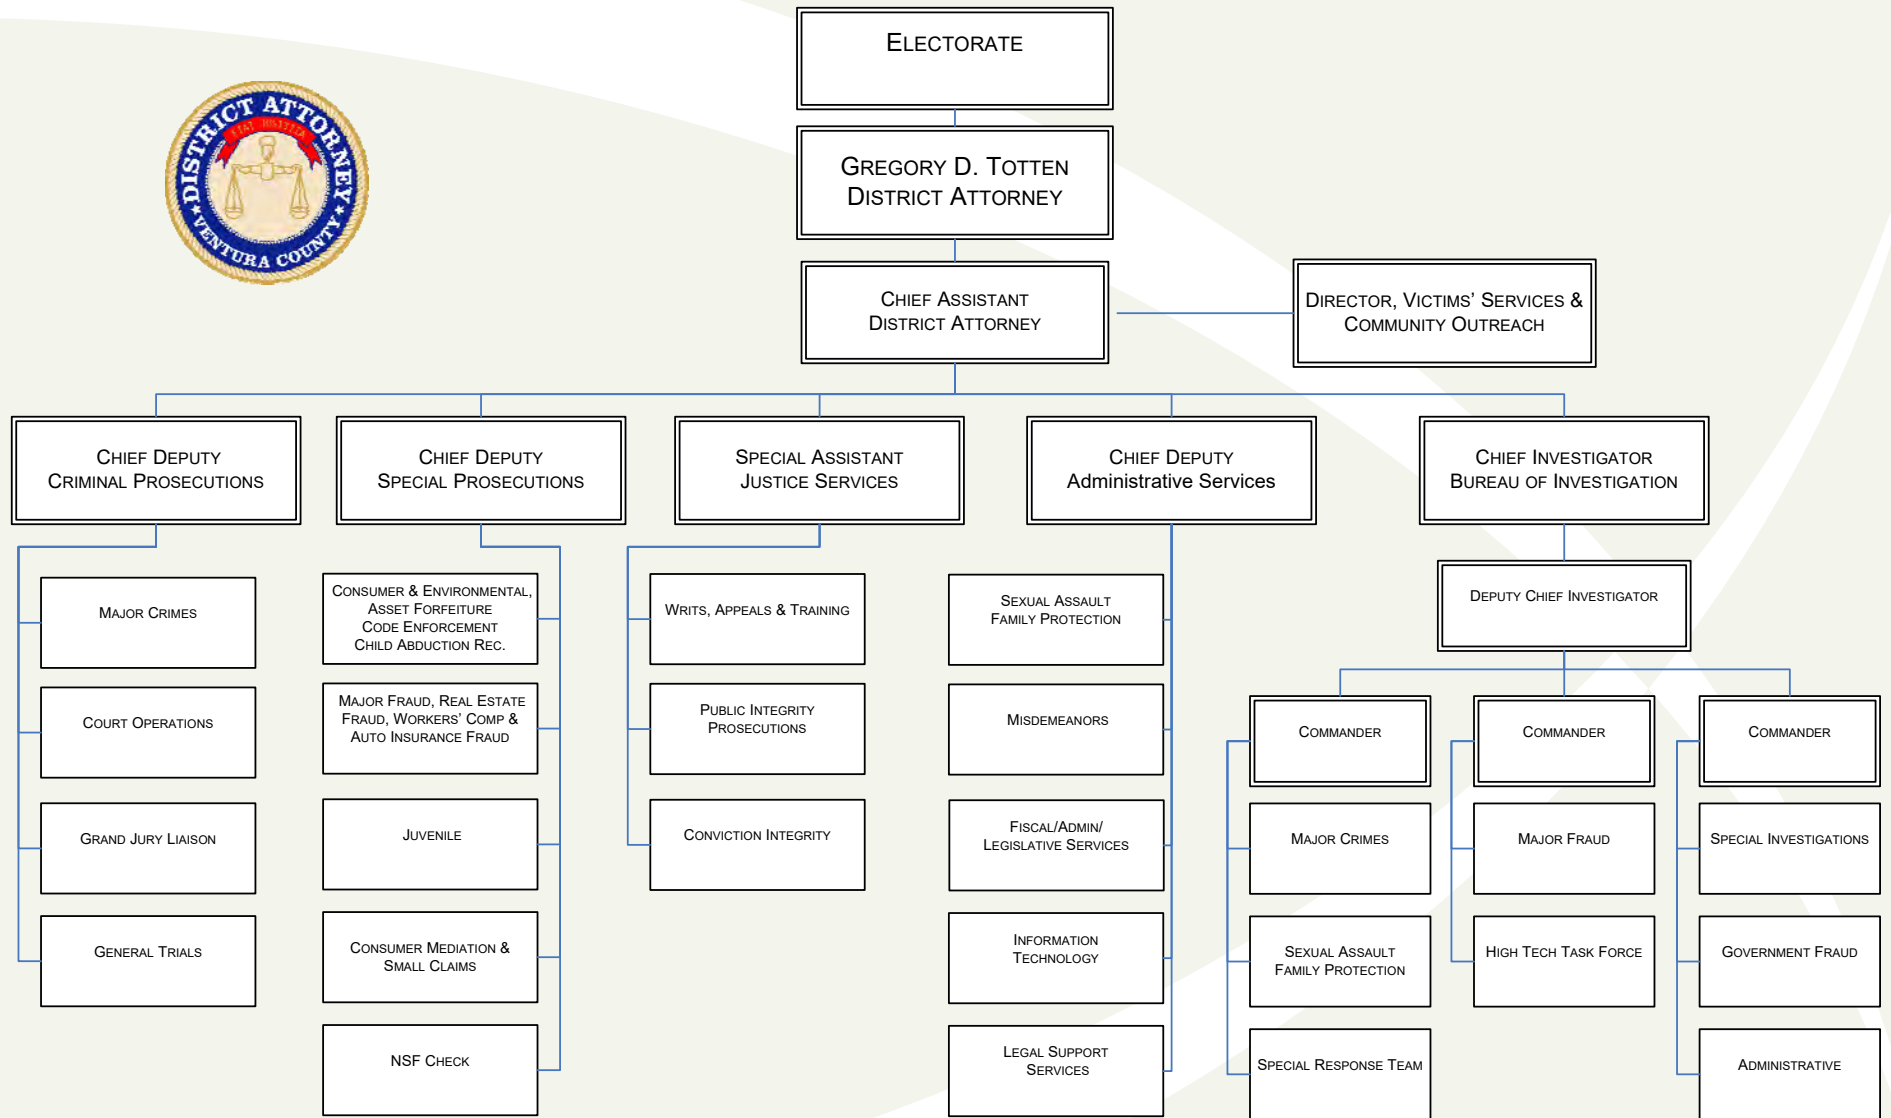 ELECTORATE
DISTRICT ATTORNEY
FIAT JUSTITIA
VENTURA COUNTY
GREGORY D. TOTTEN
DISTRICT ATTORNEY
CHIEF ASSISTANT
DISTRICT ATTORNEY
DIRECTOR, VICTIMS’ SERVICES &
COMMUNITY OUTREACH
CHIEF DEPUTY
CRIMINAL PROSECUTIONS
CHIEF DEPUTY
SPECIAL PROSECUTIONS
SPECIAL ASSISTANT
JUSTICE SERVICES
CHIEF DEPUTY
Administrative Services
CHIEF INVESTIGATOR
BUREAU OF INVESTIGATION
MAJOR CRIMES
COURT OPERATIONS
GRAND JURY LIAISON
GENERAL TRIALS
CONSUMER & ENVIRONMENTAL,
ASSET FORFEITURE
CODE ENFORCEMENT
CHILD ABDUCTION REC.
MAJOR FRAUD, REAL ESTATE
FRAUD, WORKERS’ COMP &
AUTO INSURANCE FRAUD
JUVENILE
CONSUMER MEDIATION &
SMALL CLAIMS
NSF CHECK
WRITS, APPEALS & TRAINING
PUBLIC INTEGRITY
PROSECUTIONS
CONVICTION INTEGRITY
SEXUAL ASSAULT
FAMILY PROTECTION
MISDEMEANORS
FISCAL/ADMIN/
LEGISLATIVE SERVICES
INFORMATION
TECHNOLOGY
LEGAL SUPPORT
SERVICES
DEPUTY CHIEF INVESTIGATOR
COMMANDER
MAJOR CRIMES
SEXUAL ASSAULT
FAMILY PROTECTION
SPECIAL RESPONSE TEAM
COMMANDER
MAJOR FRAUD
HIGH TECH TASK FORCE
COMMANDER
SPECIAL INVESTIGATIONS
GOVERNMENT FRAUD
ADMINISTRATIVE